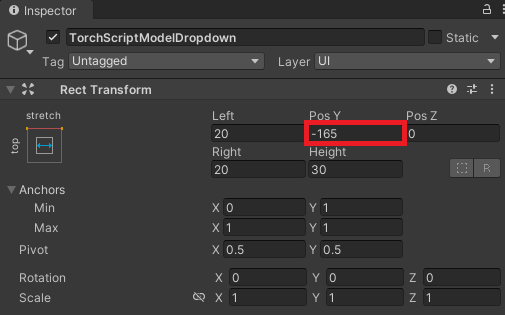 Inspector
TorchScriptModelDropdown Static
Tag Untagged Layer UI
Rect Transform
stretch Left Pos Y Pos Z
top 20 -165 0
Right Height
20 30 R
Anchors
Min X 0 Y 1
Max X 1 Y 1
Pivot X 0.5 Y 0.5
Rotation X 0 Y 0 Z 0
Scale X 1 Y 1 Z 1